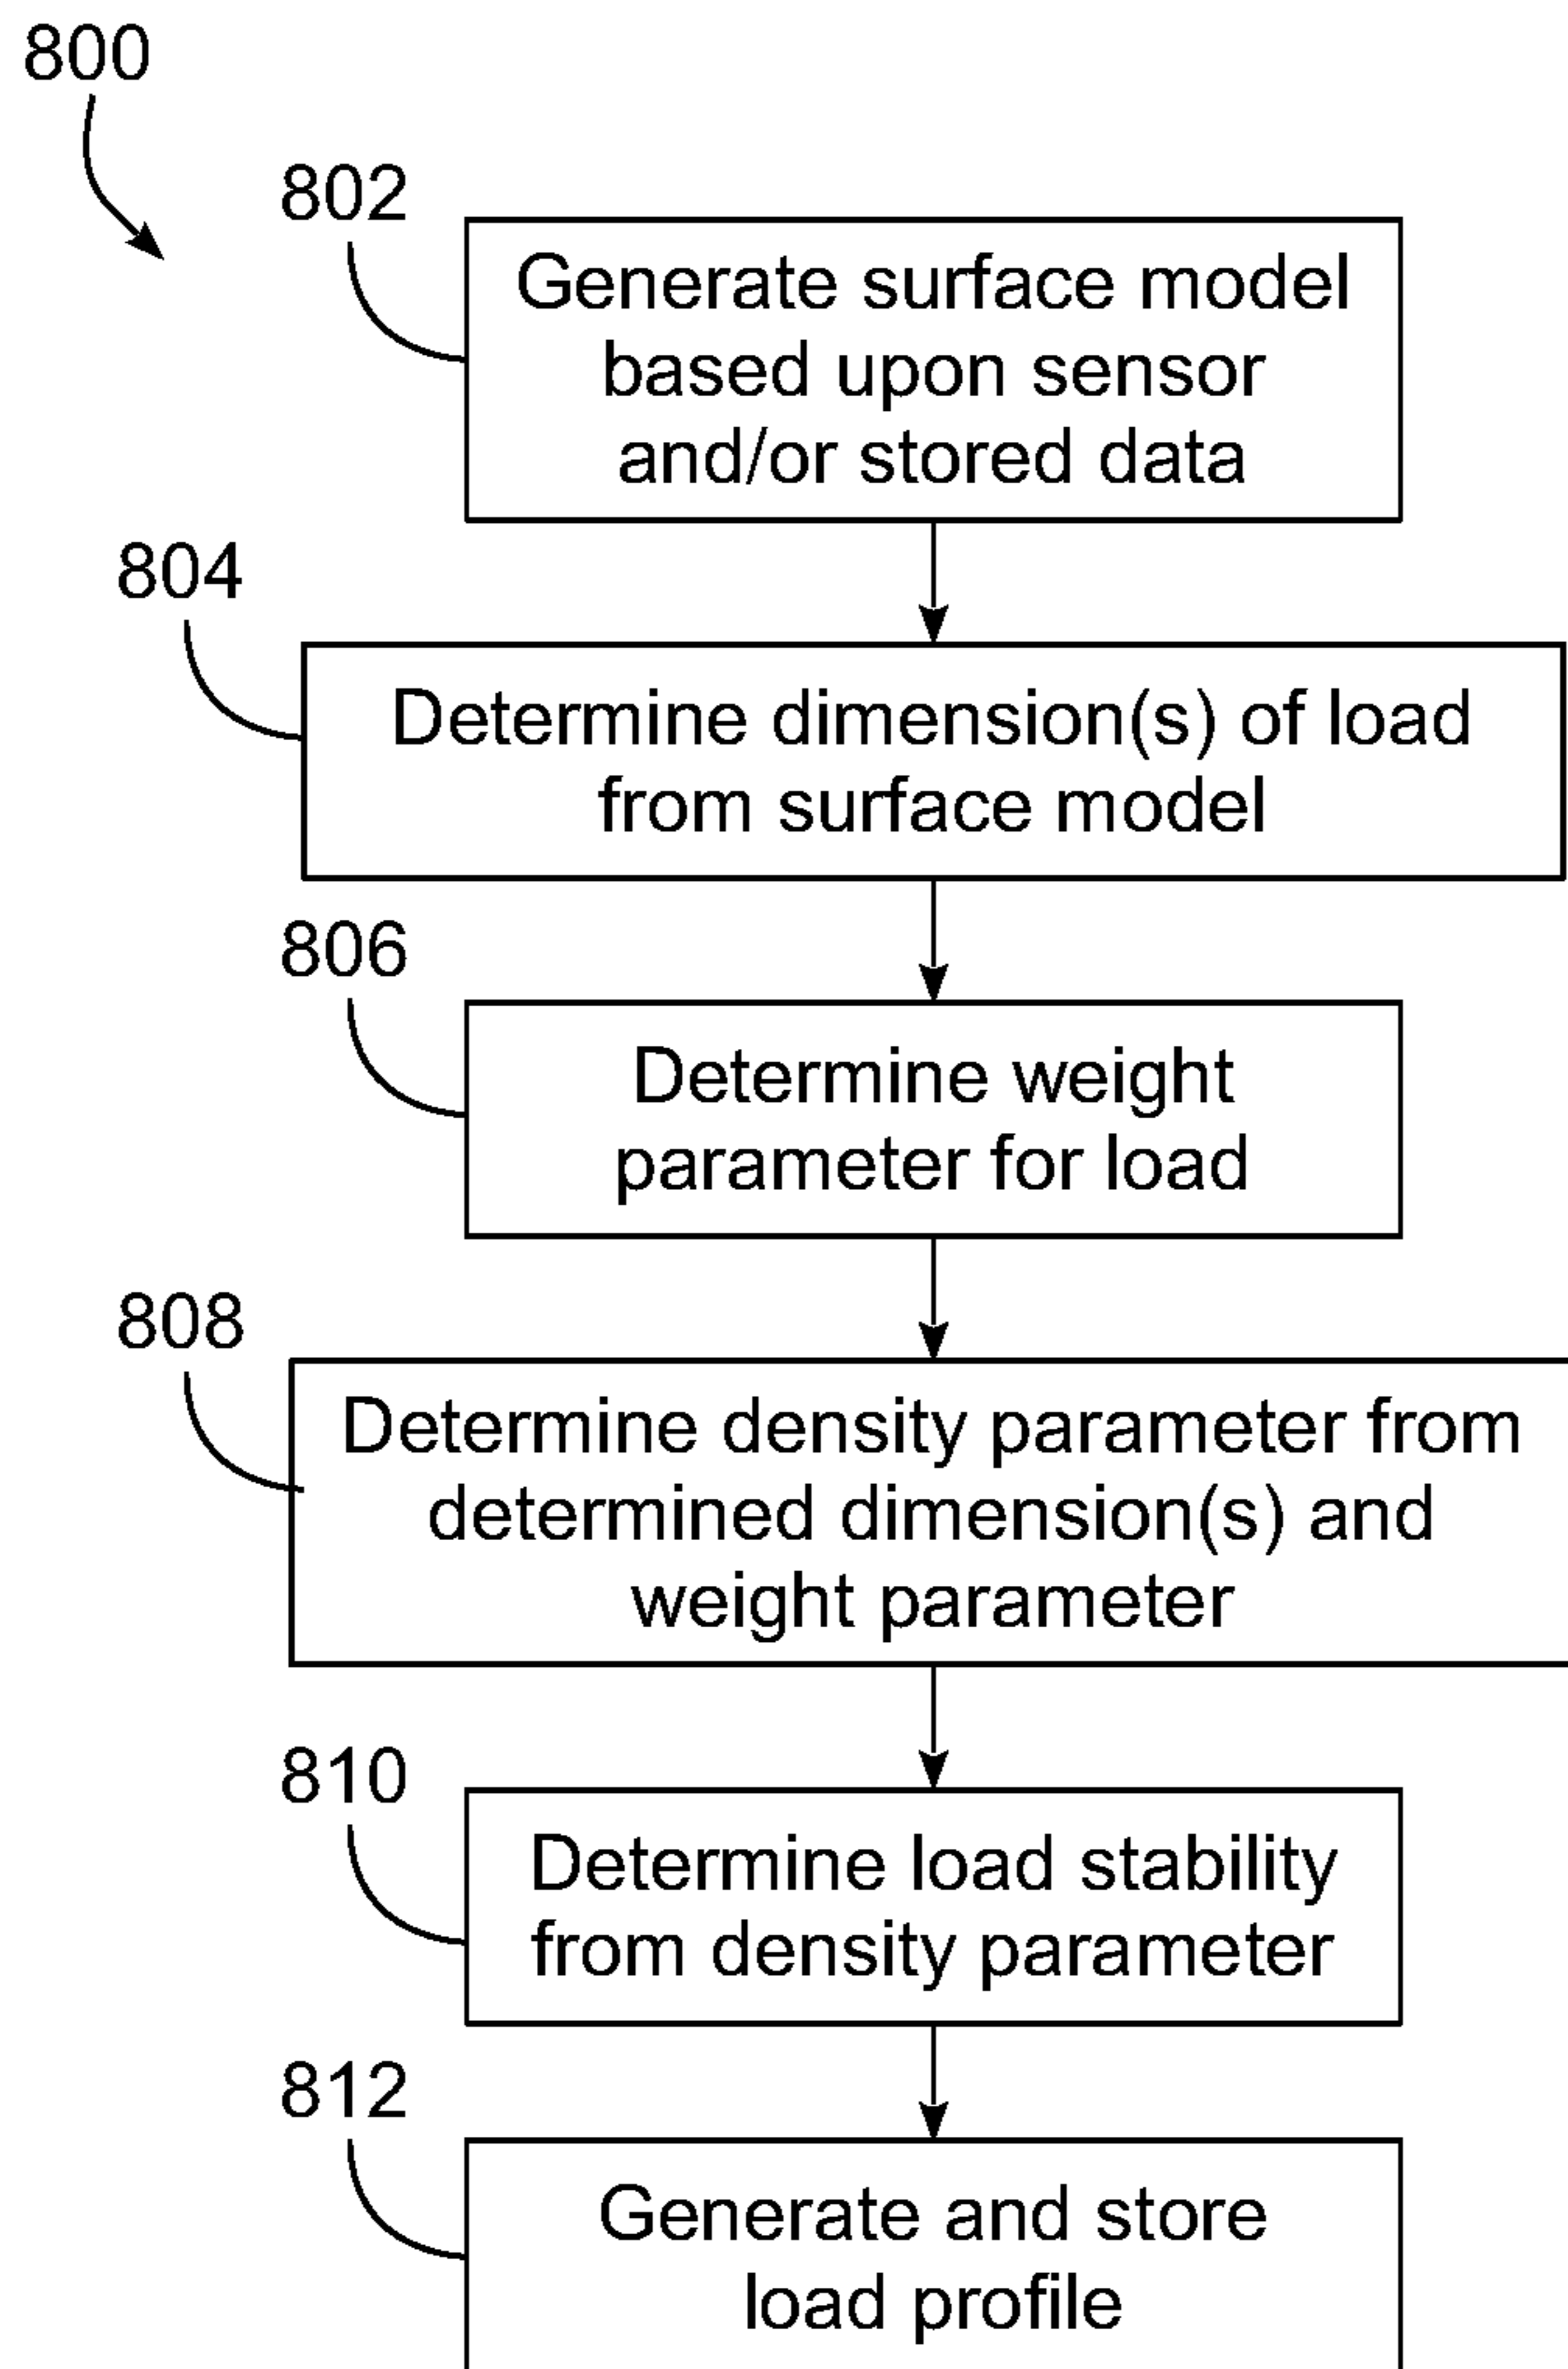 800
802
Generate surface model
based upon sensor
and/or stored data
804
Determine dimension(s) of load
from surface model
806
Determine weight
parameter for load
808
Determine density parameter from
determined dimension(s) and
weight parameter
810
Determine load stability
from density parameter
812
Generate and store
load profile